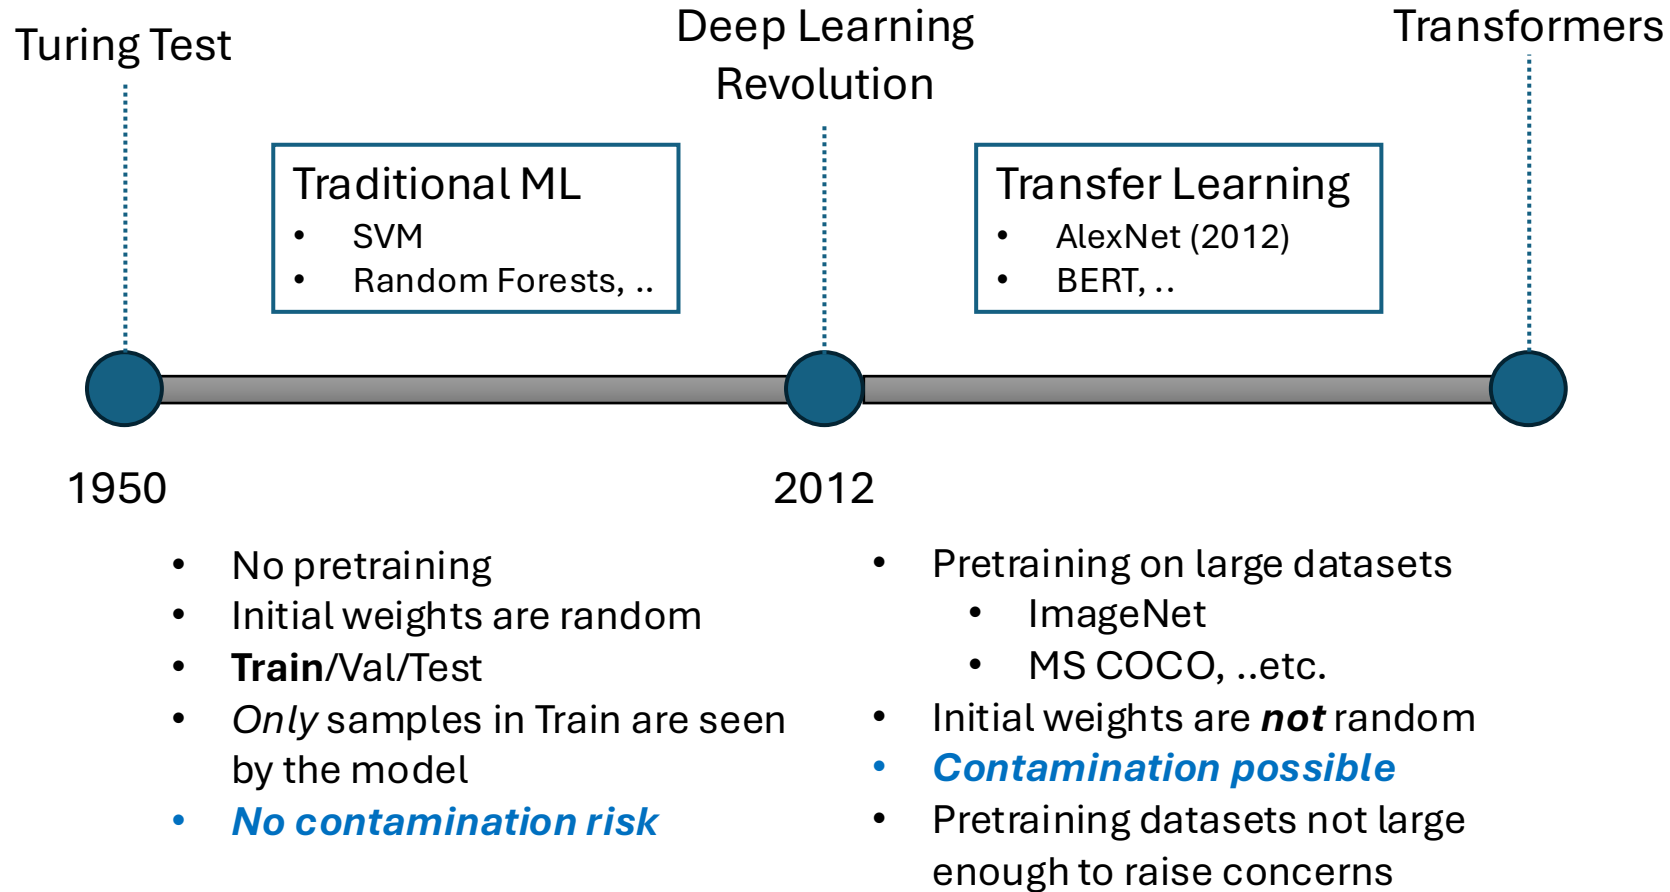 Turing Test
Deep Learning
Revolution
Transformers
Traditional ML
• SVM
• Random Forests, ..
Transfer Learning
• AlexNet (2012)
• BERT, ..
1950
2012
• No pretraining
• Initial weights are random
• Train/Val/Test
• Only samples in Train are seen
by the model
• No contamination risk
• Pretraining on large datasets
• ImageNet
• MS COCO, ..etc.
• Initial weights are not random
• Contamination possible
• Pretraining datasets not large
enough to raise concerns